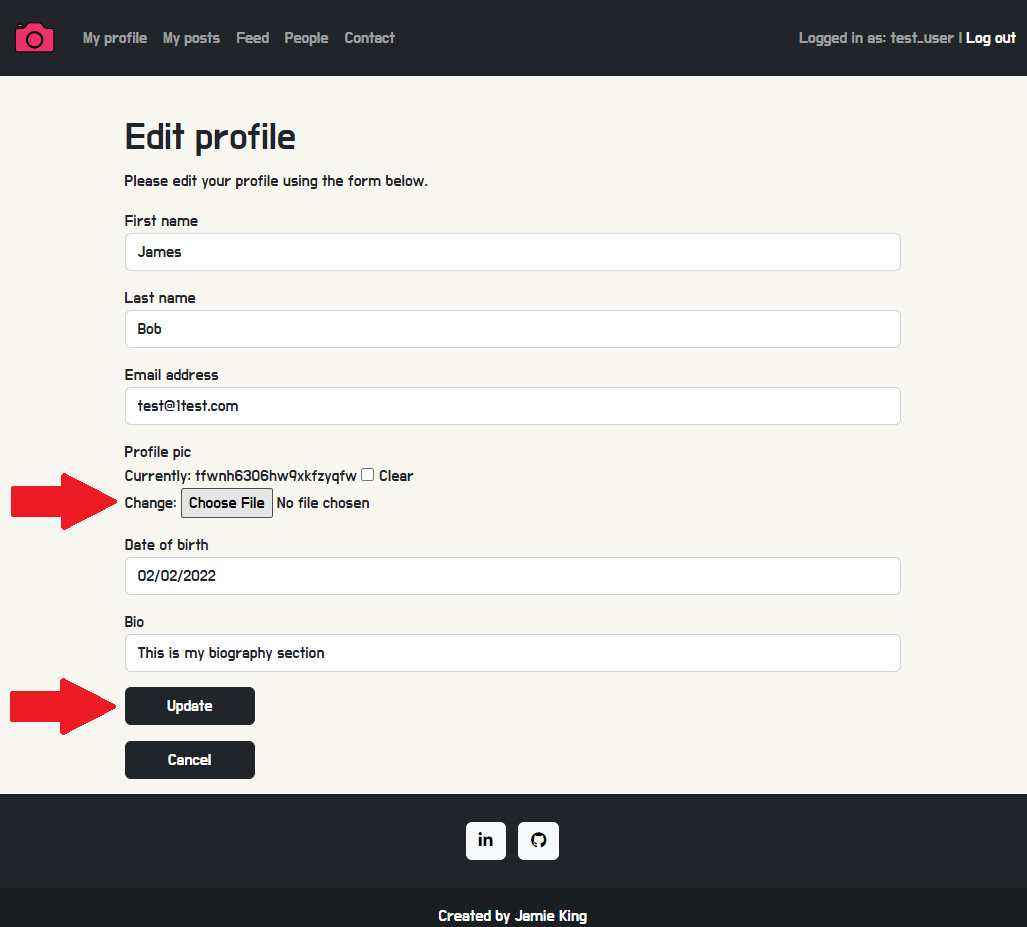 My profile My posts Feed People Contact Logged in as: test_user | Log out
Edit profile
Please edit your profile using the form below.
First name
James
Last name
Bob
Email address
test@1test.com
Profile pic
Currently: tfwnh6306hw9xkfzyqfw Clear
Change: Choose File No file chosen
Date of birth
02/02/2022
Bio
This is my biography section
Update
Cancel
in
Created by Jamie King